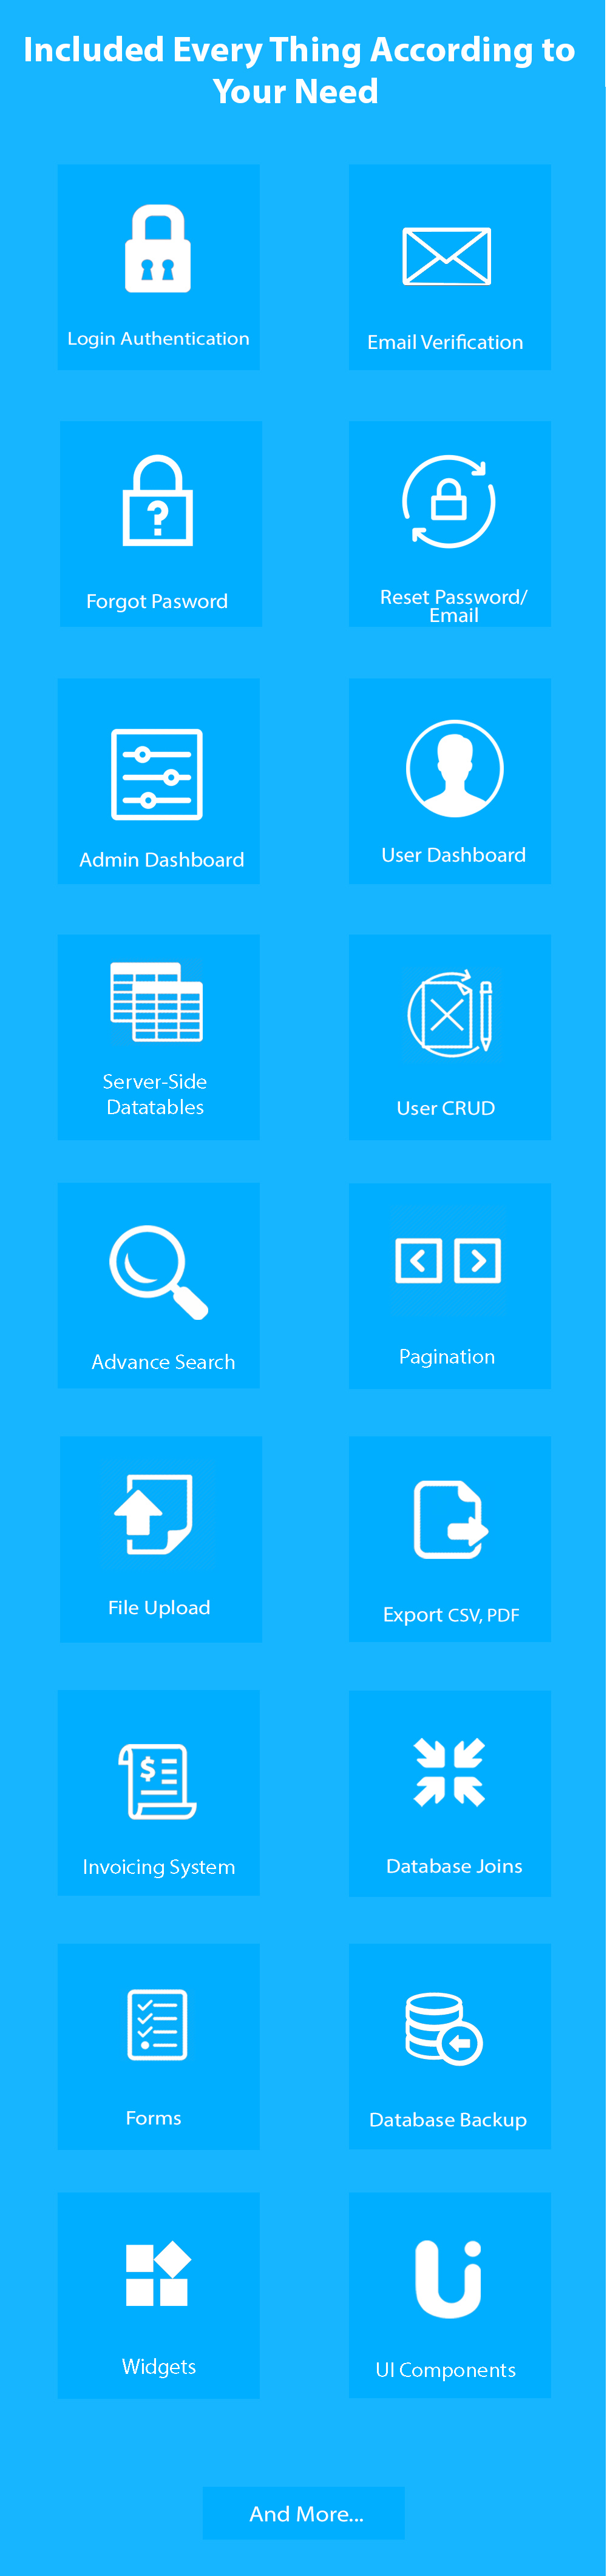 Included Every Thing According to
Your Need
Login Authentication
Email Verification
Forgot Pasword
Reset Password/
Email
Admin Dashboard
User Dashboard
Server-Side
Datatables
User CRUD
Advance Search
Pagination
File Upload
Export CSV, PDF
Invoicing System
Database Joins
Forms
Database Backup
Widgets
UI Components
And More...